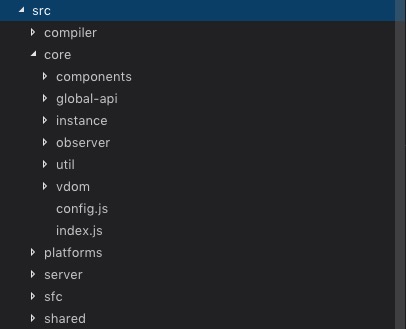 src
compiler
core
components
global-api
instance
observer
util
vdom
config.js
index.js
platforms
server
sfc
shared